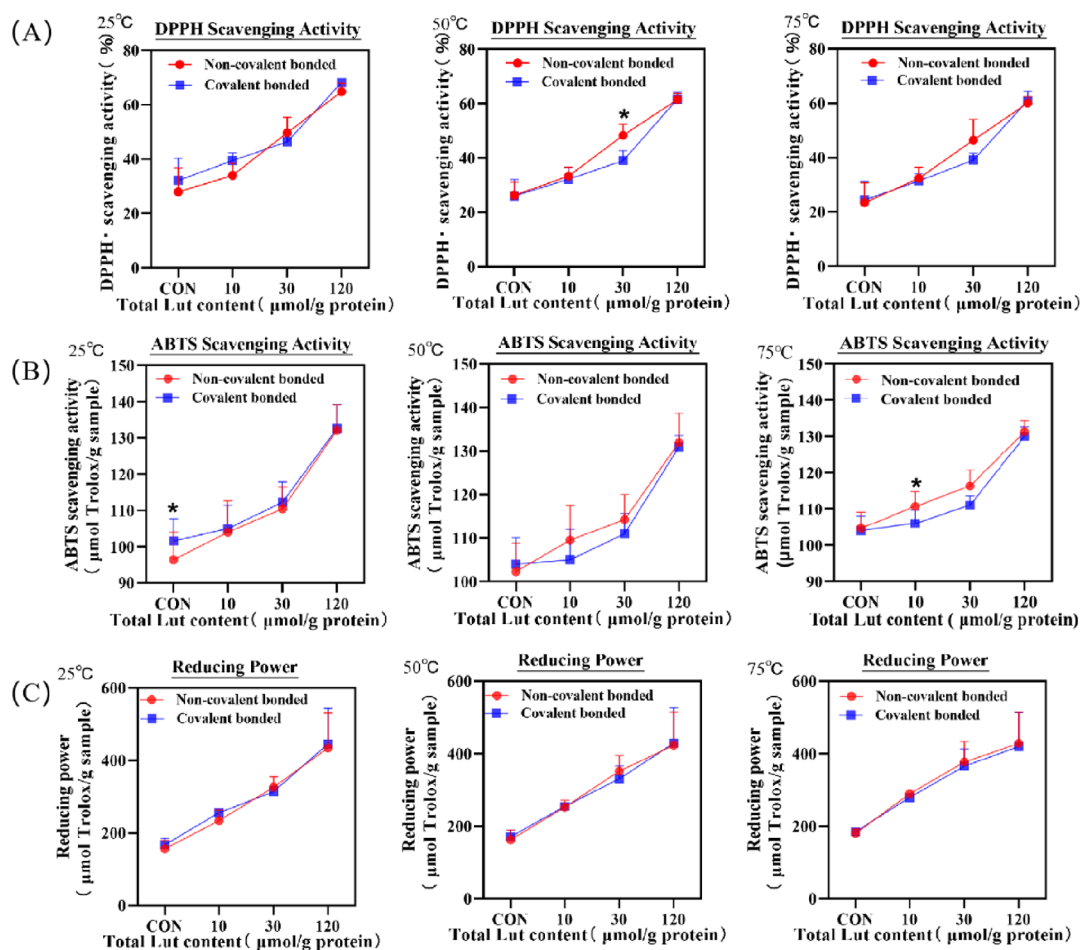 (A)
25℃
DPPH Scavenging Activity
DPPH· scavenging activity( %)
80
60
40
20
0
Non-covalent bonded
Covalent bonded
CON 10 30 120
Total Lut content( μmol/g protein)
50℃
DPPH Scavenging Activity
DPPH· scavenging activity( %)
80
60
40
20
0
Non-covalent bonded
Covalent bonded
*
CON 10 30 120
Total Lut content( μmol/g protein)
75℃
DPPH Scavenging Activity
DPPH· scavenging activity( %)
80
60
40
20
0
Non-covalent bonded
Covalent bonded
CON 10 30 120
Total Lut content( μmol/g protein)
(B)
25℃
ABTS Scavenging Activity
ABTS scavenging activity
( μmol Trolox/g sample)
150
140
130
120
110
100
90
Non-covalent bonded
Covalent bonded
*
CON 10 30 120
Total Lut content( μmol/g protein)
50℃
ABTS Scavenging Activity
ABTS scavenging activity
( μmol Trolox/g sample)
150
140
130
120
110
100
Non-covalent bonded
Covalent bonded
CON 10 30 120
Total Lut content( μmol/g protein)
75℃
ABTS Scavenging Activity
ABTS scavenging activity
(μmol Trolox/g sample)
150
140
130
120
110
100
90
Non-covalent bonded
Covalent bonded
*
CON 10 30 120
Total Lut content ( μmol/g protein)
(C)
25℃
Reducing Power
Reducing power
( μmol Trolox/g sample)
600
400
200
0
Non-covalent bonded
Covalent bonded
CON 10 30 120
Total Lut content( μmol/g protein)
50℃
Reducing Power
Reducing power
( μmol Trolox/g sample)
600
400
200
0
Non-covalent bonded
Covalent bonded
CON 10 30 120
Total Lut content( μmol/g protein)
75℃
Reducing Power
Reducing power
( μmol Trolox/g sample)
600
400
200
0
Non-covalent bonded
Covalent bonded
CON 10 30 120
Total Lut content( μmol/g protein)